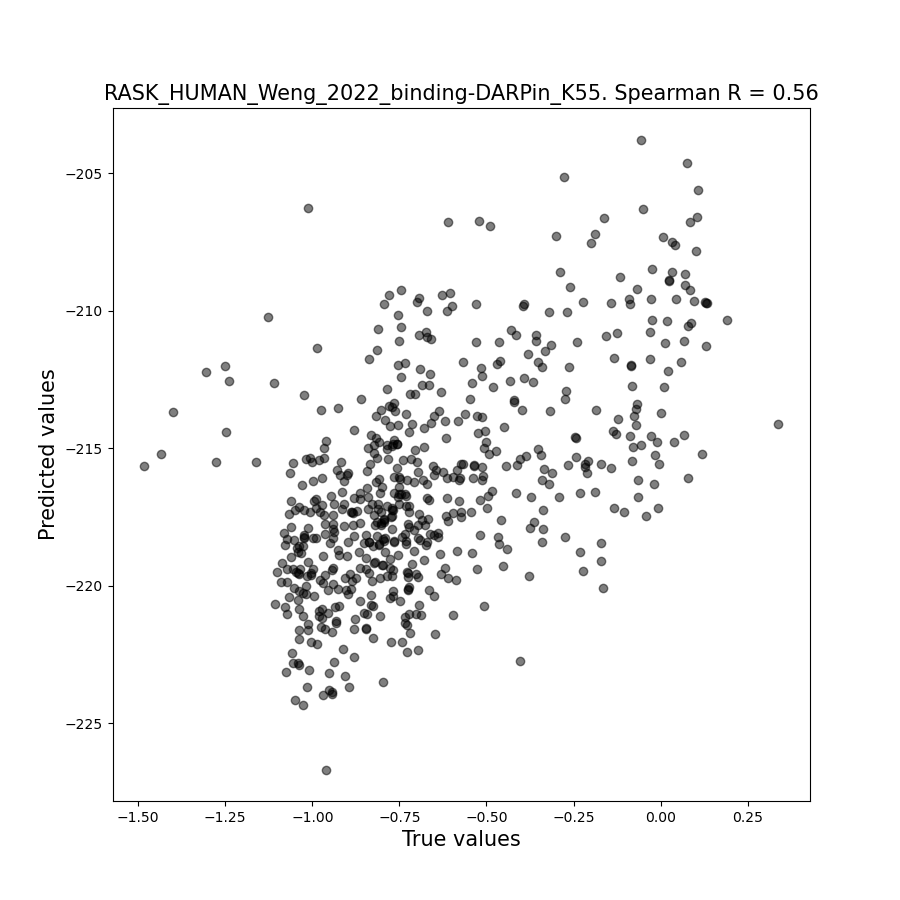 RASK_HUMAN_Weng_2022_binding-DARPin_K55. Spearman R = 0.56
−205
−210
−215
−220
−225
Predicted values
−1.50 −1.25 −1.00 −0.75 −0.50 −0.25 0.00 0.25
True values